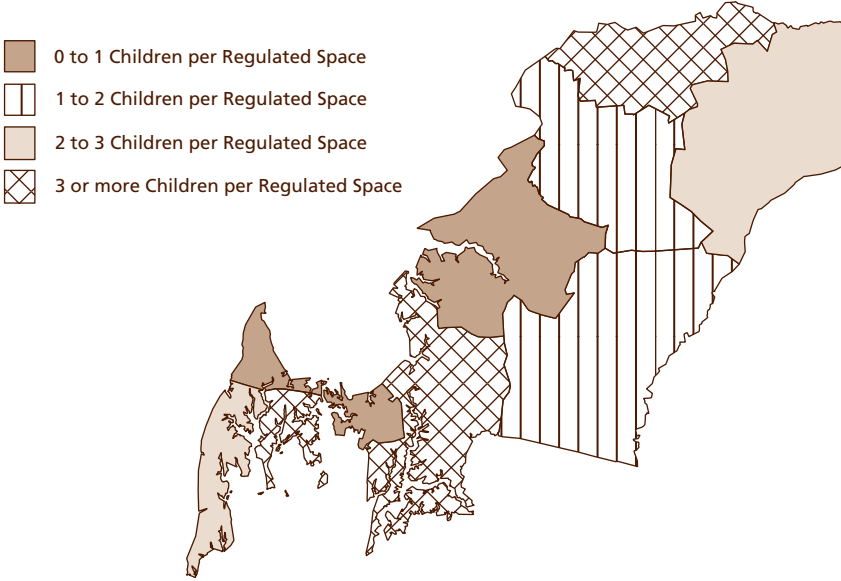 0 to 1 Children per Regulated Space
1 to 2 Children per Regulated Space
2 to 3 Children per Regulated Space
3 or more Children per Regulated Space